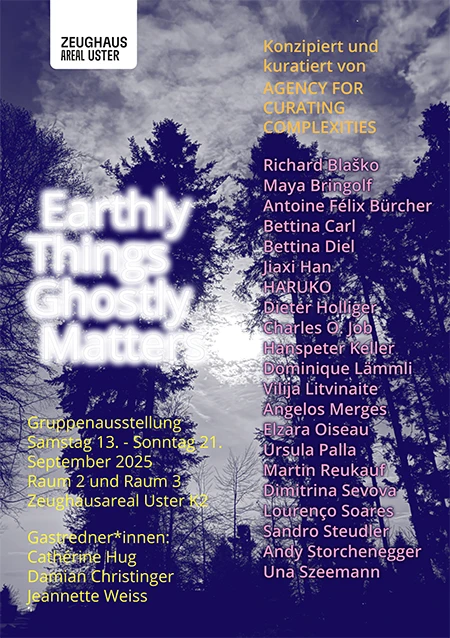 ZEUGHAUS
AREAL USTER
Konzipiert und
kuratiert von
AGENCY FOR
CURATING
COMPLEXITIES
Richard Blaško
Maya Bringolf
Antoine Félix Bürcher
Bettina Carl
Bettina Diel
Jiaxi Han
HARUKO
Dieter Holliger
Charles O. Job
Hanspeter Keller
Dominique Lämmli
Vilija Litvinaite
Angelos Merges
Elzara Oiseau
Ursula Palla
Martin Reukauf
Dimitrina Sevova
Lourenço Soares
Sandro Steudler
Andy Storchenegger
Una Szeemann
Earthly
Things
Ghostly
Matters
Gruppenausstellung
Samstag 13. - Sonntag 21.
September 2025
Raum 2 und Raum 3
Zeughausareal Uster K2
Gastredner*innen:
Cathérine Hug
Damian Christinger
Jeannette Weiss